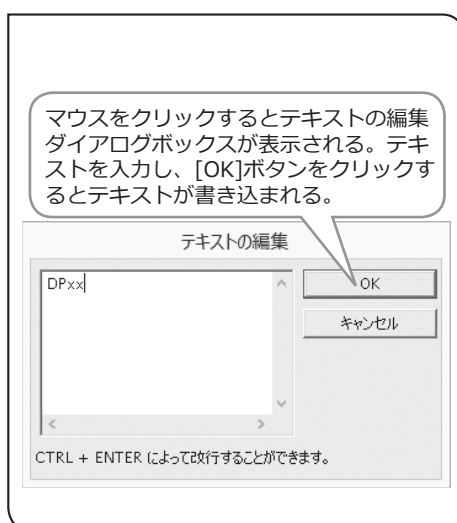 マウスをクリックするとテキストの編集
ダイアログボックスが表示される。テキ
ストを入力し、[OK]ボタンをクリックす
るとテキストが書き込まれる。
テキストの編集
DPxx
OK
キャンセル
CTRL + ENTER によって改行することができます。